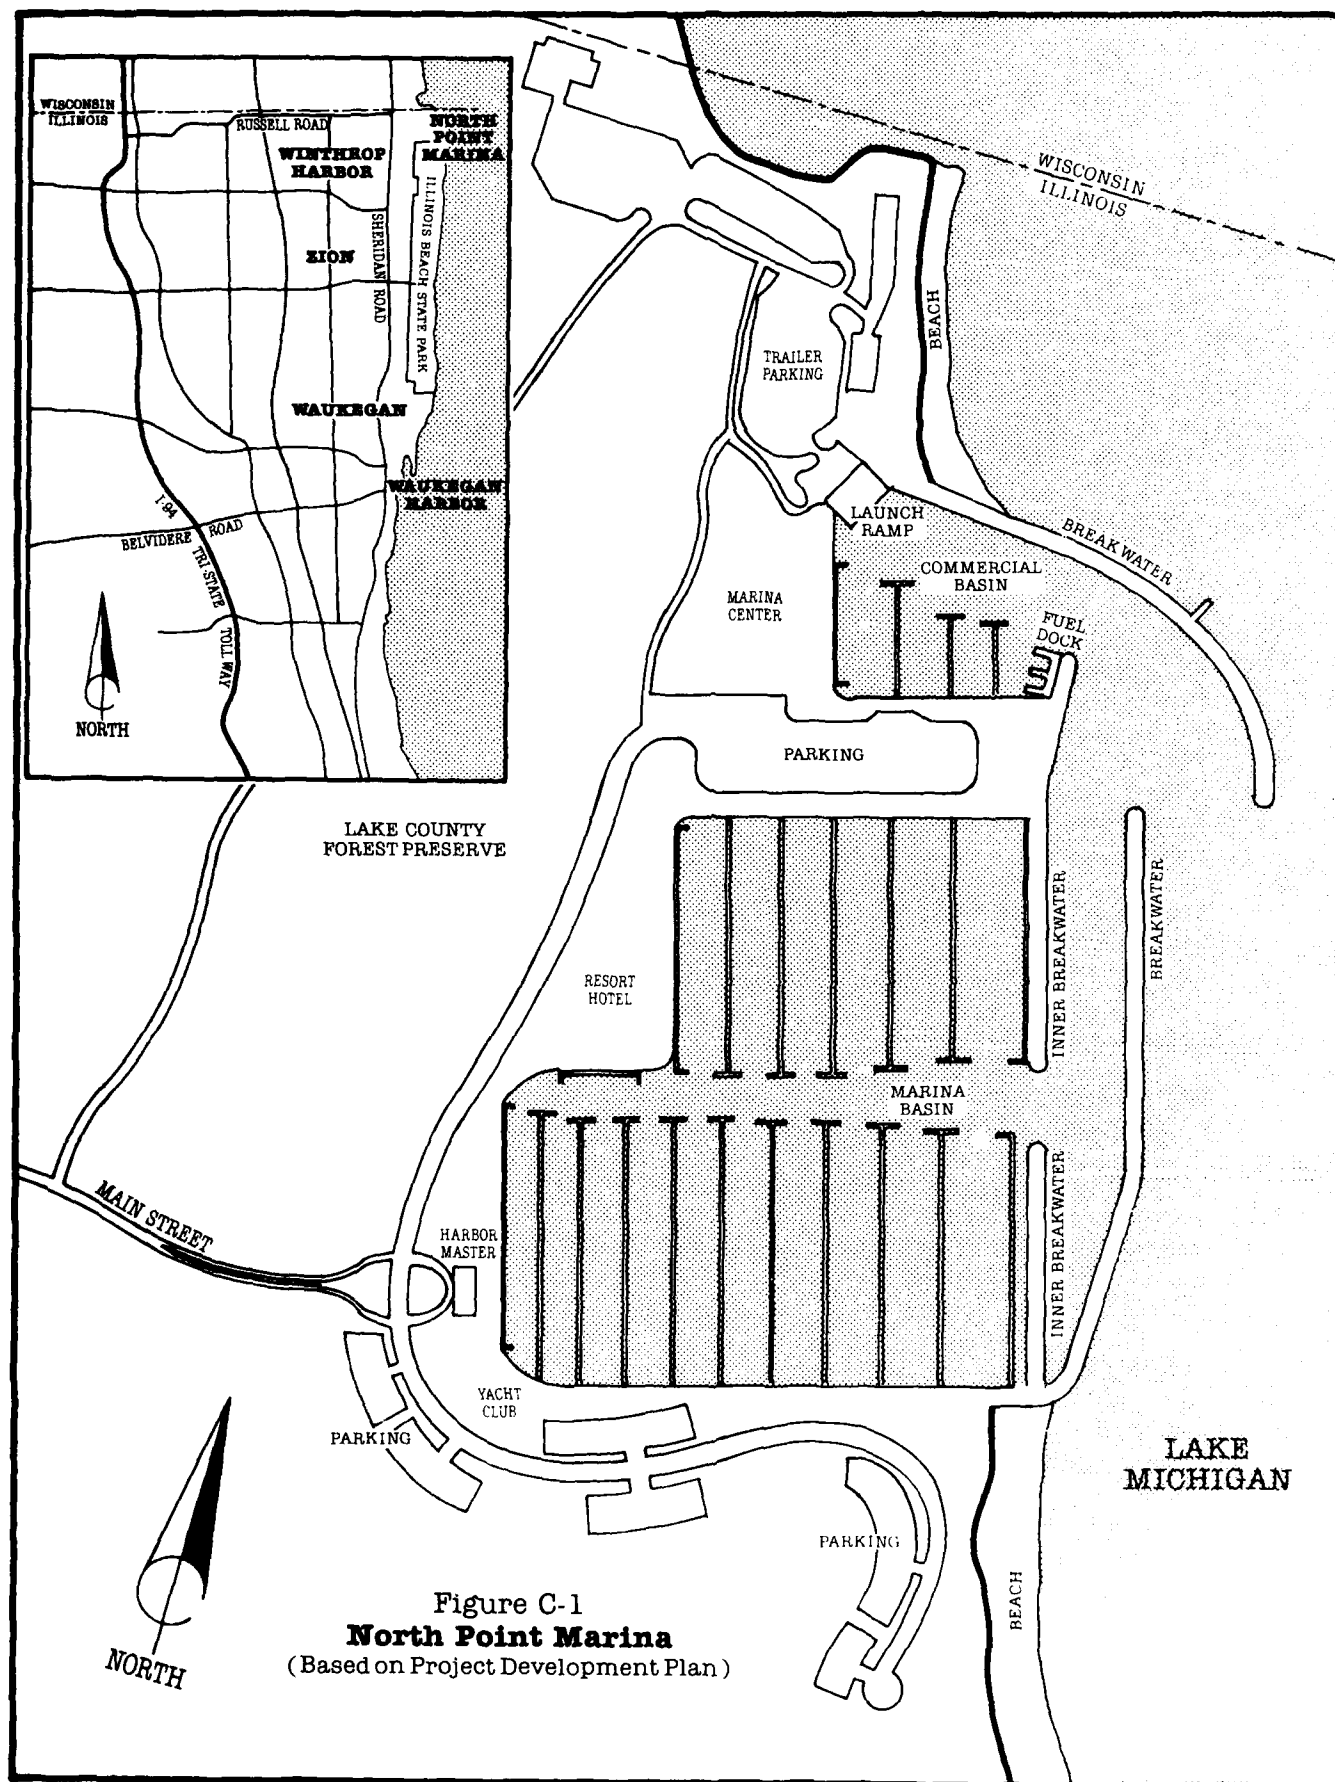 WISCONSIN
ILLINOIS
RUSSELL ROAD
NORTH
POINT
MARINA
WINTHROP
HARBOR
ILLINOIS BEACH STATE PARK
SHERIDAN ROAD
ZION
WAUKEGAN
WAUKEGAN
HARBOR
I-94
BELVIDERE ROAD
TRI-STATE
TOLLWAY
NORTH
WISCONSIN
ILLINOIS
BEACH
TRAILER
PARKING
LAUNCH
RAMP
BREAKWATER
COMMERCIAL
BASIN
MARINA
CENTER
FUEL
DOCK
PARKING
LAKE COUNTY
FOREST PRESERVE
INNER BREAKWATER
BREAKWATER
RESORT
HOTEL
MARINA
BASIN
MAIN STREET
HARBOR
MASTER
INNER BREAKWATER
YACHT
CLUB
PARKING
LAKE
MICHIGAN
PARKING
BEACH
NORTH
Figure C-1
North Point Marina
(Based on Project Development Plan)